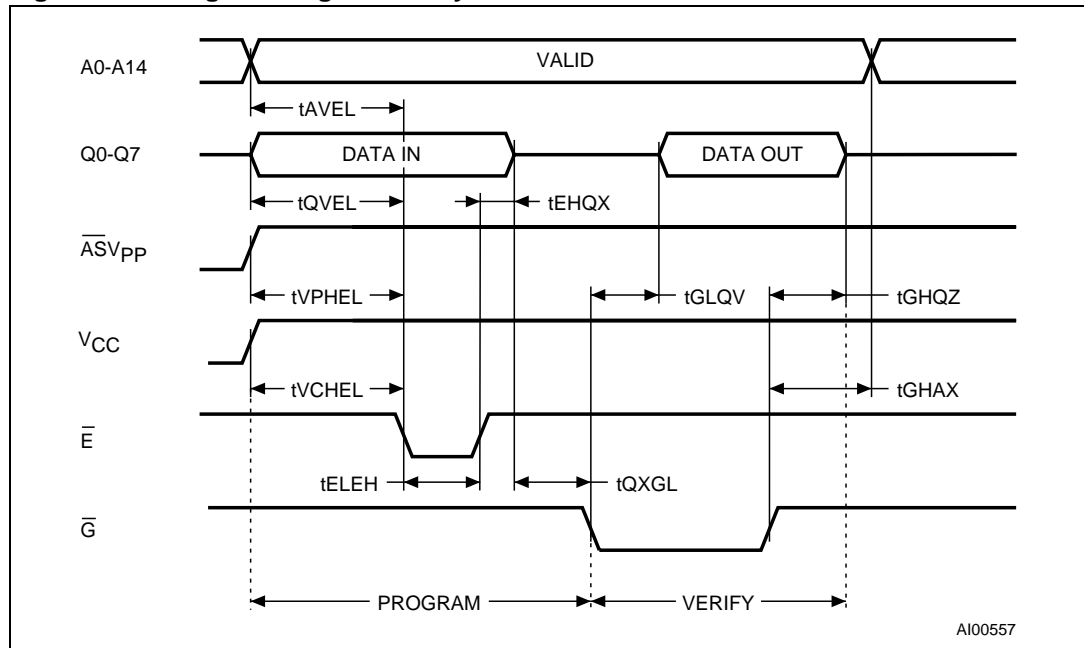 A0-A14
VALID
tAVEL
Q0-Q7
DATA IN
DATA OUT
tQVEL
tEHQX
ASVPP
tVPHEL
tGLQV
tGHQZ
VCC
tVCHEL
tGHAX
E
tELEH
tQXGL
G
PROGRAM
VERIFY
AI00557